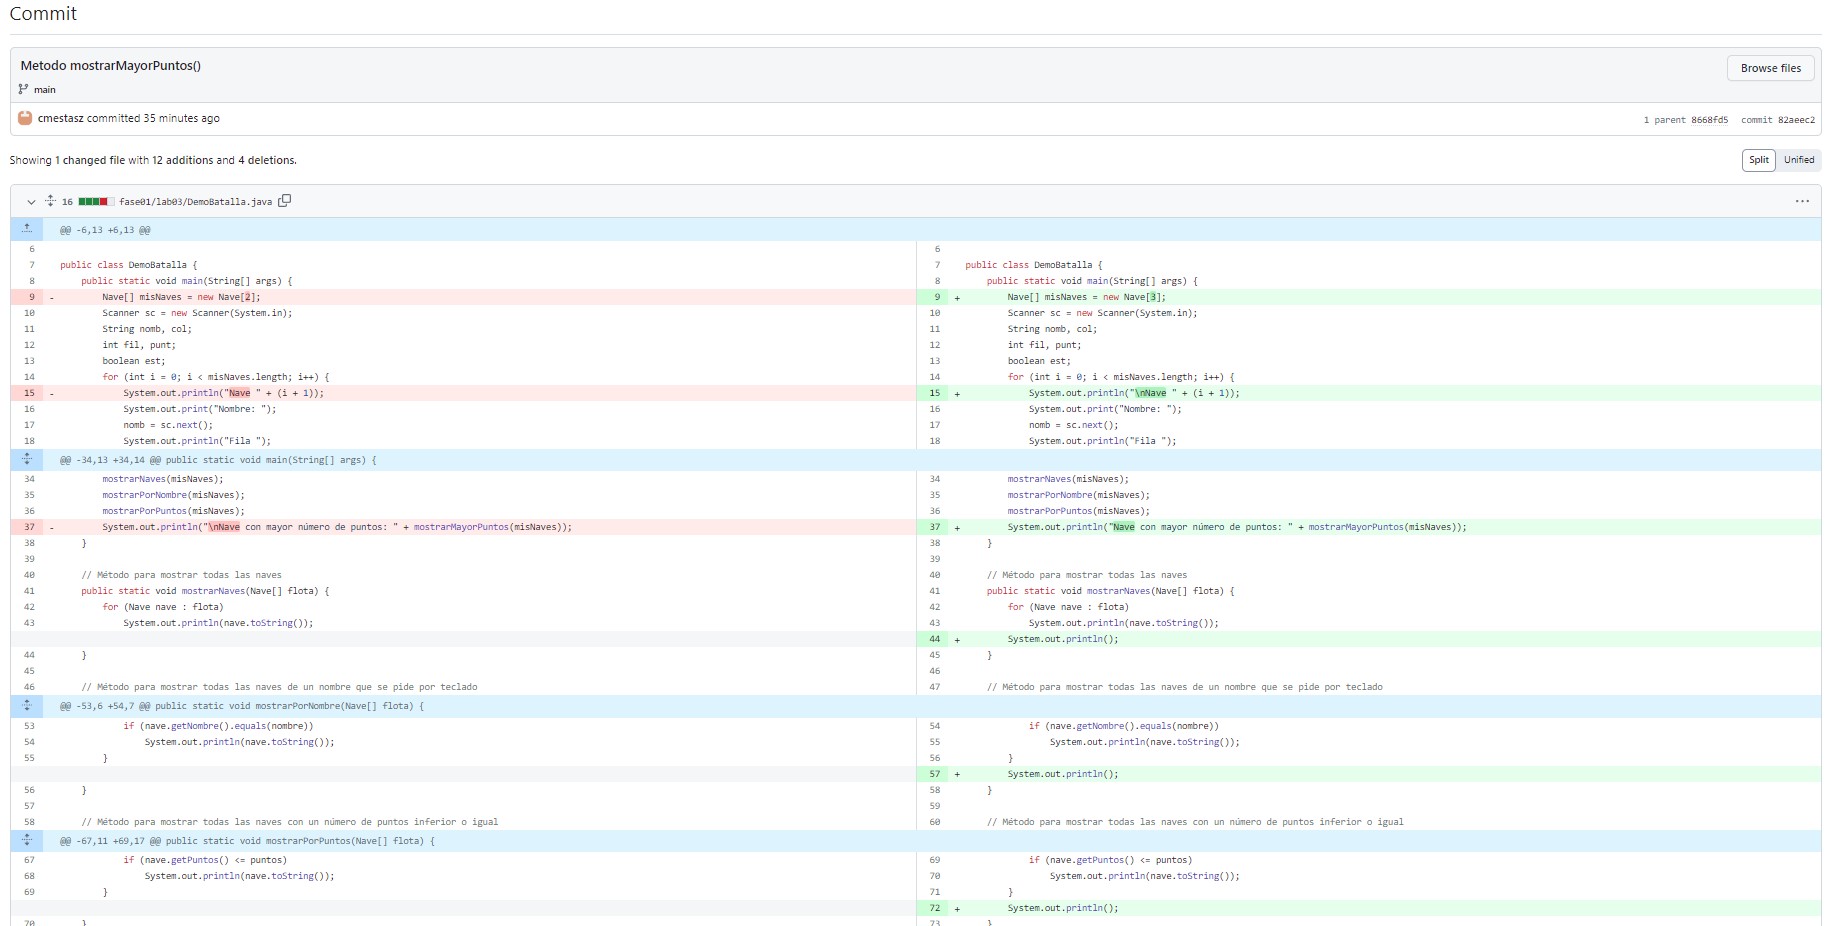 Commit
Metodo mostrarMayorPuntos()
Browse files
main
cmestasz committed 35 minutes ago
1 parent 8668fd5 commit 82aeec2
Showing 1 changed file with 12 additions and 4 deletions.
Split Unified
16 fase01/lab03/DemoBatalla.java
@@ -6,13 +6,13 @@
6 6
7 public class DemoBatalla { 7 public class DemoBatalla {
8 public static void main(String[] args) { 8 public static void main(String[] args) {
9 - Nave[] misNaves = new Nave[2]; 9 + Nave[] misNaves = new Nave[3];
10 Scanner sc = new Scanner(System.in); 10 Scanner sc = new Scanner(System.in);
11 String nomb, col; 11 String nomb, col;
12 int fil, punt; 12 int fil, punt;
13 boolean est; 13 boolean est;
14 for (int i = 0; i < misNaves.length; i++) { 14 for (int i = 0; i < misNaves.length; i++) {
15 - System.out.println("Nave " + (i + 1)); 15 + System.out.println("\nNave " + (i + 1));
16 System.out.print("Nombre: "); 16 System.out.print("Nombre: ");
17 nomb = sc.next(); 17 nomb = sc.next();
18 System.out.println("Fila "); 18 System.out.println("Fila ");
@@ -34,13 +34,14 @@ public static void main(String[] args) {
34 mostrarNaves(misNaves); 34 mostrarNaves(misNaves);
35 mostrarPorNombre(misNaves); 35 mostrarPorNombre(misNaves);
36 mostrarPorPuntos(misNaves); 36 mostrarPorPuntos(misNaves);
37 - System.out.println("\nNave con mayor número de puntos: " + mostrarMayorPuntos(misNaves)); 37 + System.out.println("Nave con mayor número de puntos: " + mostrarMayorPuntos(misNaves));
38 } 38 }
39 39
40 // Método para mostrar todas las naves 40 // Método para mostrar todas las naves
41 public static void mostrarNaves(Nave[] flota) { 41 public static void mostrarNaves(Nave[] flota) {
42 for (Nave nave : flota) 42 for (Nave nave : flota)
43 System.out.println(nave.toString()); 43 System.out.println(nave.toString());
44 + System.out.println();
44 } 45 }
45 46
46 // Método para mostrar todas las naves de un nombre que se pide por teclado 47 // Método para mostrar todas las naves de un nombre que se pide por teclado
@@ -53,6 +54,7 @@ public static void mostrarPorNombre(Nave[] flota) {
53 if (nave.getNombre().equals(nombre)) 54 if (nave.getNombre().equals(nombre))
54 System.out.println(nave.toString()); 55 System.out.println(nave.toString());
55 } 56 }
57 + System.out.println();
56 } 58 }
57 59
58 // Método para mostrar todas las naves con un número de puntos inferior o igual 60 // Método para mostrar todas las naves con un número de puntos inferior o igual
@@ -67,11 +69,17 @@ public static void mostrarPorPuntos(Nave[] flota) {
67 if (nave.getPuntos() <= puntos) 69 if (nave.getPuntos() <= puntos)
68 System.out.println(nave.toString()); 70 System.out.println(nave.toString());
69 } 71 }
72 + System.out.println();
70 } 73 }